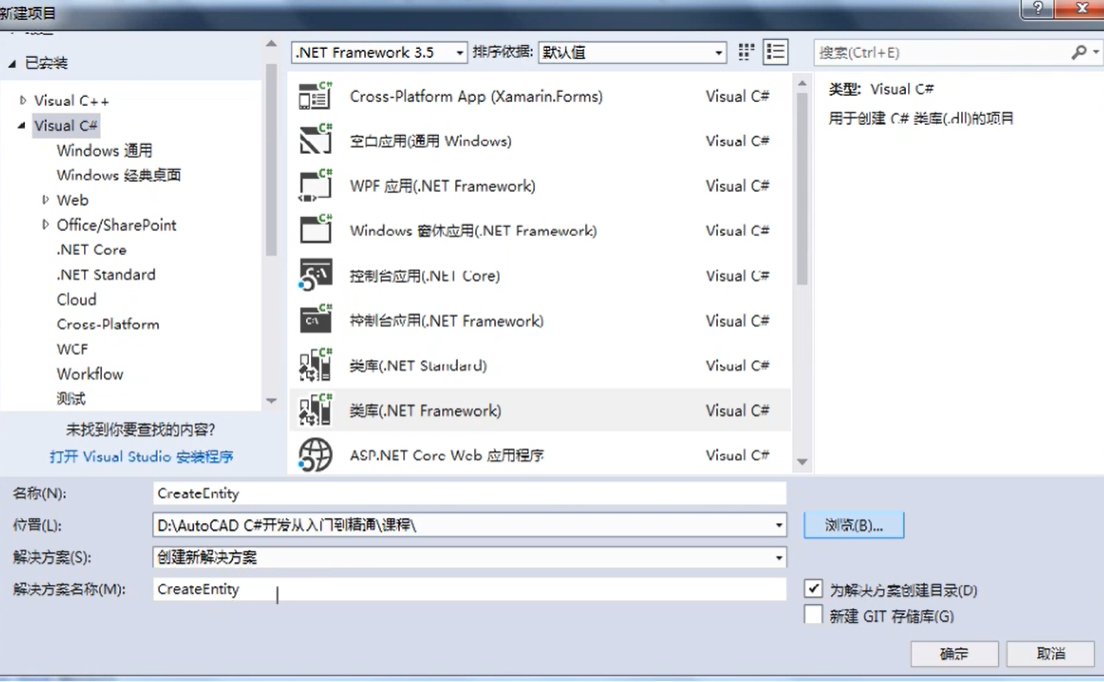 新建项目
已安装
Visual C++
Visual C#
Windows 通用
Windows 经典桌面
Web
Office/SharePoint
.NET Core
.NET Standard
Cloud
Cross-Platform
WCF
Workflow
测试
未找到你要查找的内容?
打开 Visual Studio 安装程序
.NET Framework 3.5 排序依据: 默认值
搜索(Ctrl+E)
Cross-Platform App (Xamarin.Forms) Visual C#
空白应用(通用 Windows) Visual C#
WPF 应用(.NET Framework) Visual C#
Windows 窗体应用(.NET Framework) Visual C#
控制台应用(.NET Core) Visual C#
控制台应用(.NET Framework) Visual C#
类库(.NET Standard) Visual C#
类库(.NET Framework) Visual C#
ASP.NET Core Web 应用程序 Visual C#
类型: Visual C#
用于创建 C# 类库(.dll)的项目
名称(N): CreateEntity
位置(L): D:\AutoCAD C#开发从入门到精通\课程\ 浏览(B)...
解决方案(S): 创建新解决方案
解决方案名称(M): CreateEntity
为解决方案创建目录(D)
新建 GIT 存储库(G)
确定 取消